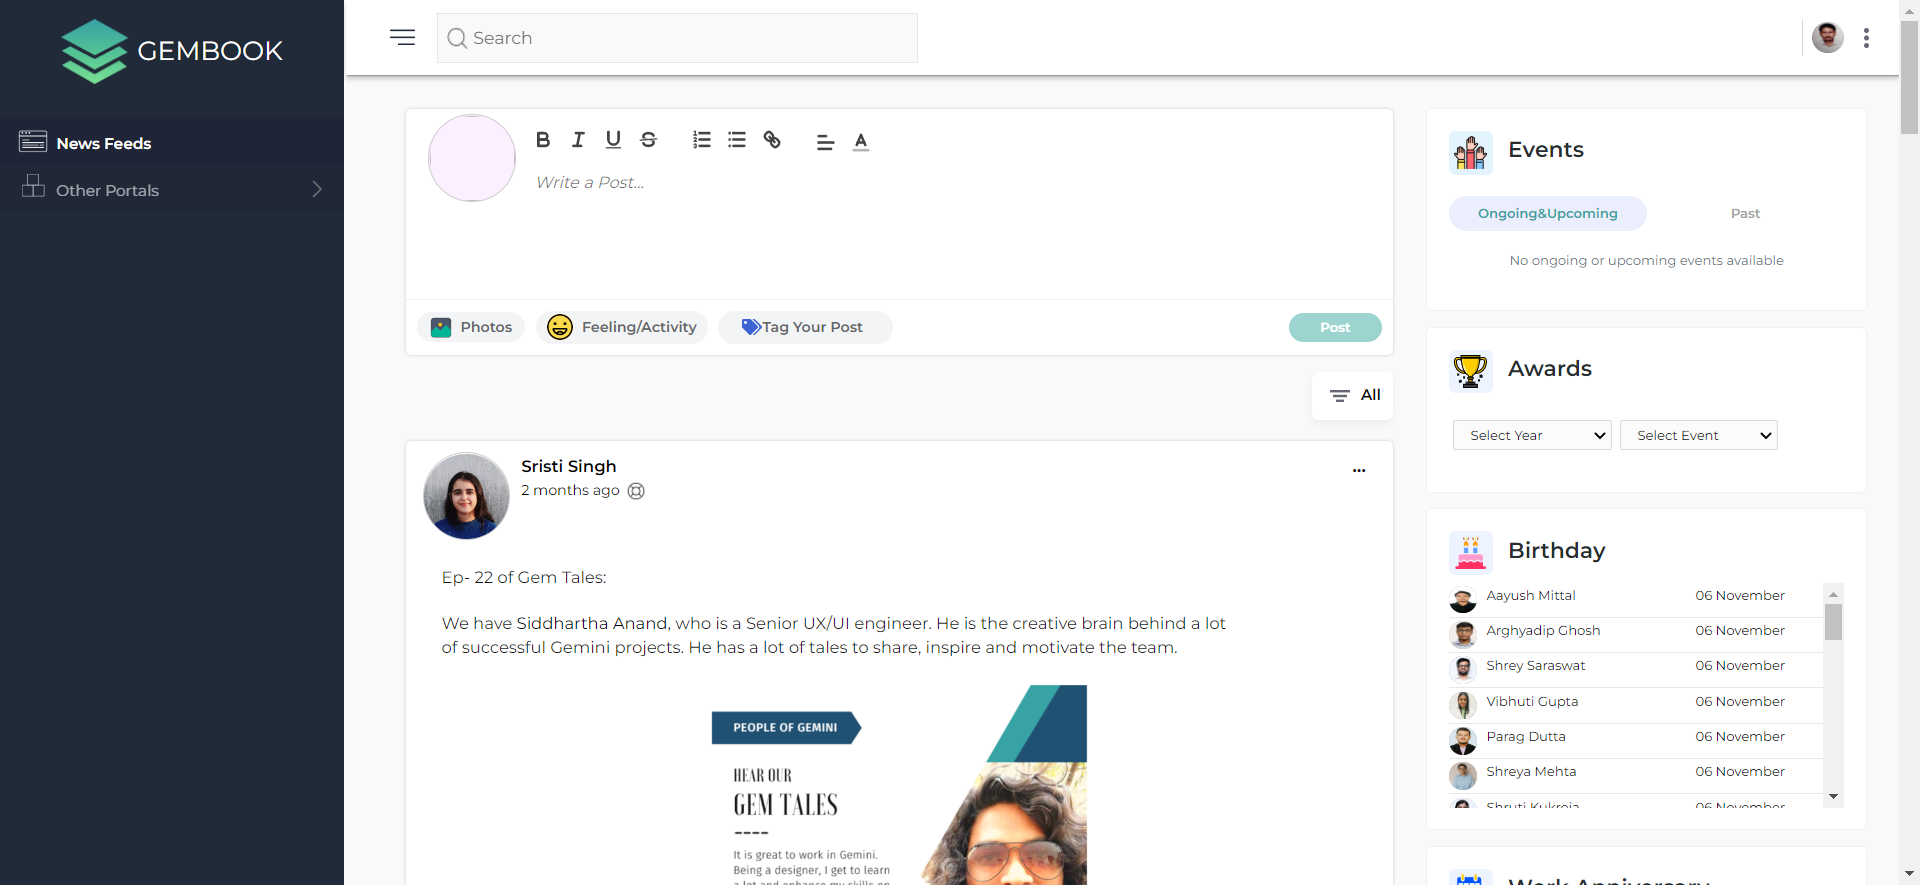 GEMBOOK
News Feeds
Other Portals
Search
B I U S A
Write a Post...
Photos
Feeling/Activity
Tag Your Post
Post
All
Sristi Singh
2 months ago
Ep- 22 of Gem Tales:
We have Siddhartha Anand, who is a Senior UX/UI engineer. He is the creative brain behind a lot
of successful Gemini projects. He has a lot of tales to share, inspire and motivate the team.
PEOPLE OF GEMINI
HEAR OUR
GEM TALES
It is great to work in Gemini.
Being a designer, I get to learn
a lot and enhance my skills on
Events
Ongoing&Upcoming Past
No ongoing or upcoming events available
Awards
Select Year Select Event
Birthday
Aayush Mittal 06 November
Arghyadip Ghosh 06 November
Shrey Saraswat 06 November
Vibhuti Gupta 06 November
Parag Dutta 06 November
Shreya Mehta 06 November
Shruti Kukreja 06 November
Work Anniversary